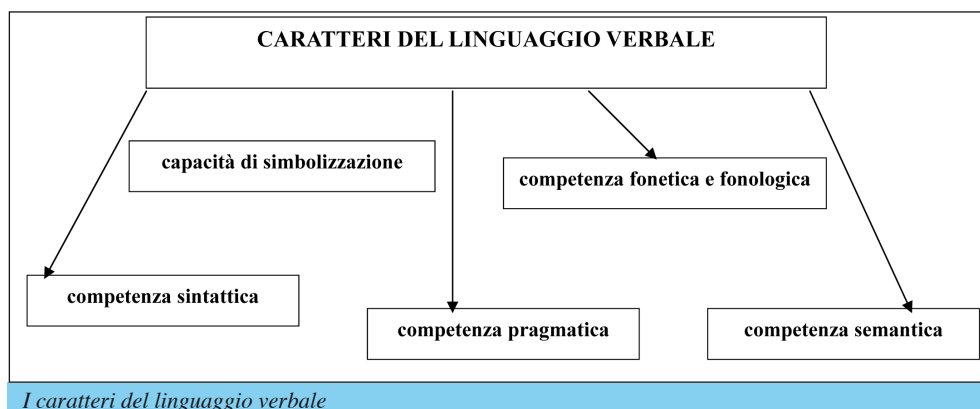 CARATTERI DEL LINGUAGGIO VERBALE
capacità di simbolizzazione
competenza fonetica e fonologica
competenza sintattica
competenza pragmatica
competenza semantica
I caratteri del linguaggio verbale